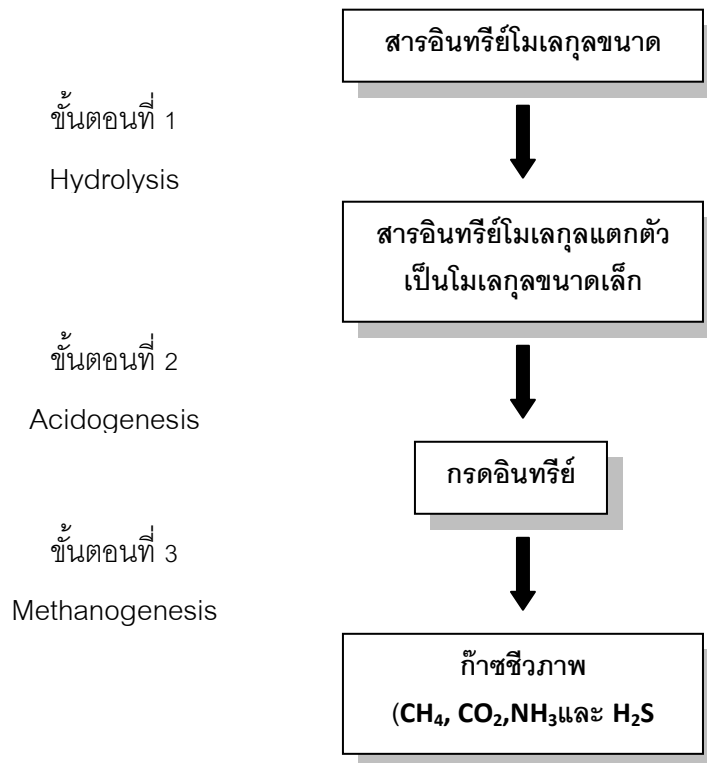 สารอินทรีย์โมเลกุลขนาด
ขั้นตอนที่ 1
Hydrolysis
สารอินทรีย์โมเลกุลแตกตัว
เป็นโมเลกุลขนาดเล็ก
ขั้นตอนที่ 2
Acidogenesis
กรดอินทรีย์
ขั้นตอนที่ 3
Methanogenesis
ก๊าซชีวภาพ
(CH₄, CO₂,NH₃และ H₂S